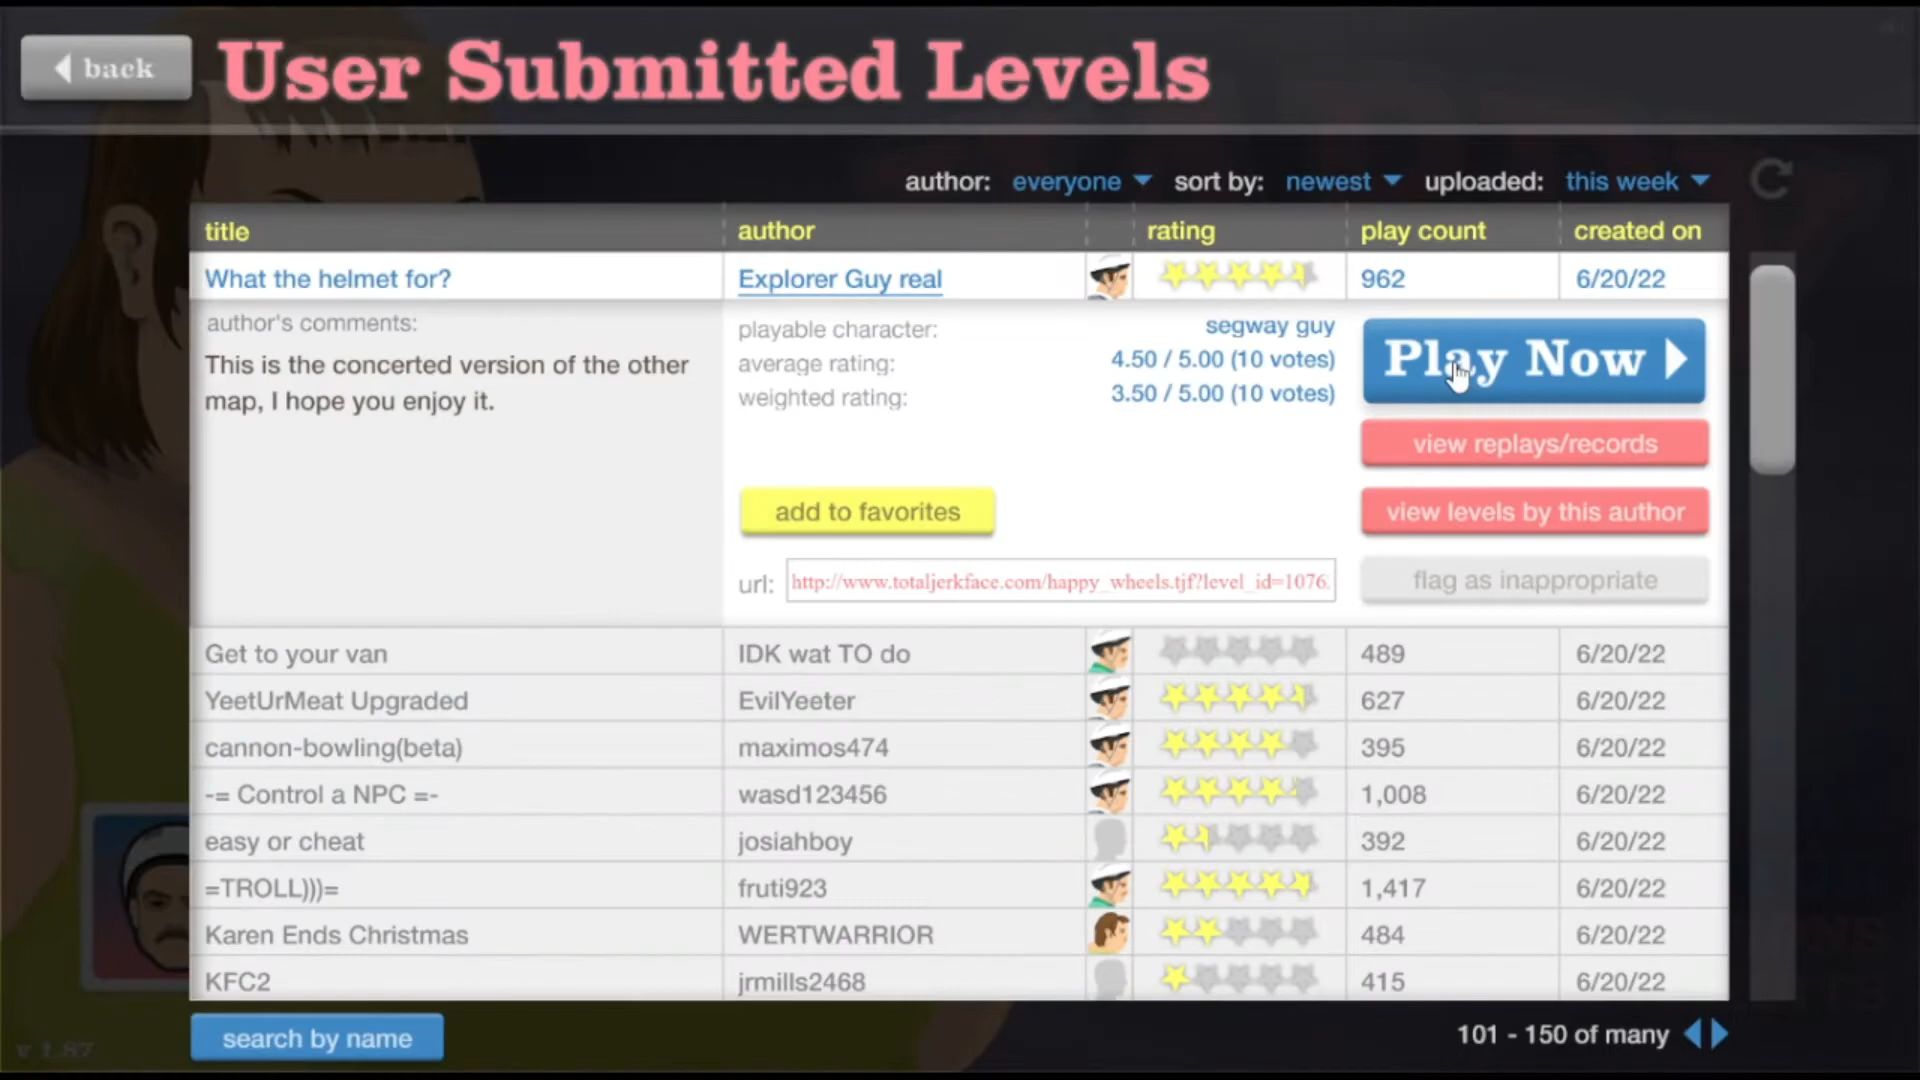 back
User Submitted Levels
author: everyone sort by: newest uploaded: this week
title author rating play count created on
What the helmet for? Explorer Guy real 962 6/20/22
author's comments:
This is the concerted version of the other
map, I hope you enjoy it.
playable character: segway guy
average rating: 4.50 / 5.00 (10 votes)
weighted rating: 3.50 / 5.00 (10 votes)
Play Now
view replays/records
add to favorites
view levels by this author
url: http://www.totaljerkface.com/happy_wheels.tjf?level_id=1076.
flag as inappropriate
Get to your van IDK wat TO do 489 6/20/22
YeetUrMeat Upgraded EvilYeeter 627 6/20/22
cannon-bowling(beta) maximos474 395 6/20/22
-= Control a NPC =- wasd123456 1,008 6/20/22
easy or cheat josiahboy 392 6/20/22
=TROLL)))= fruti923 1,417 6/20/22
Karen Ends Christmas WERTWARRIOR 484 6/20/22
KFC2 jrmills2468 415 6/20/22
search by name
101 - 150 of many
v 1.87